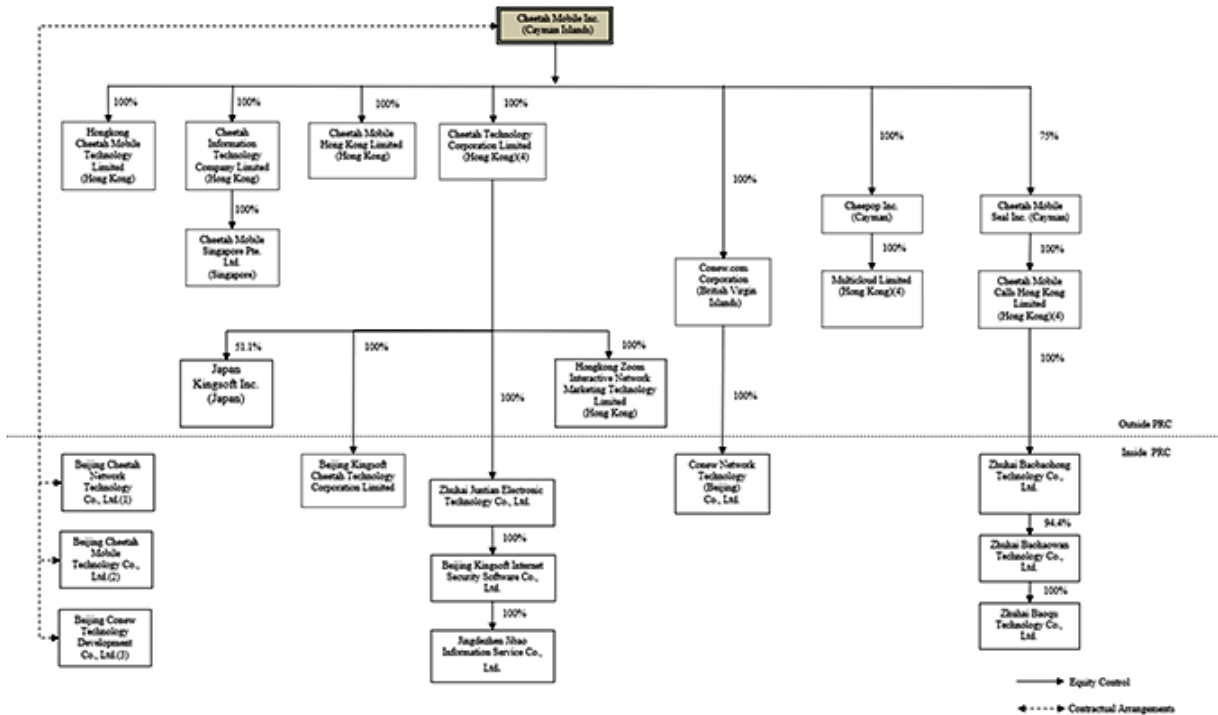 Cheetah Mobile Inc.
(Cayman Islands)
100%
100%
100%
100%
100%
100%
75%
Hongkong
Cheetah Mobile
Technology
Limited
(Hong Kong)
Cheetah
Information
Technology
Company Limited
(Hong Kong)
Cheetah Mobile
Hong Kong Limited
(Hong Kong)
Cheetah Technology
Corporation Limited
(Hong Kong)(4)
100%
Cheetah Mobile
Singapore Pte.
Ltd.
(Singapore)
Conew.com
Corporation
(British Virgin
Islands)
Cheepop Inc.
(Cayman)
100%
Multicloud Limited
(Hong Kong)(4)
Cheetah Mobile
Seal Inc. (Cayman)
100%
Cheetah Mobile
Calls Hong Kong
Limited
(Hong Kong)(4)
51.1%
100%
100%
100%
100%
100%
Japan
Kingsoft Inc.
(Japan)
Hongkong Zoom
Interactive Network
Marketing Technology
Limited
(Hong Kong)
Outside PRC
Inside PRC
Beijing Cheetah
Network
Technology
Co., Ltd.(1)
Beijing Cheetah
Mobile
Technology Co.,
Ltd.(2)
Beijing Conew
Technology
Development
Co., Ltd.(3)
Beijing Kingsoft
Cheetah Technology
Corporation Limited
Zhuhai Juntian Electronic
Technology Co., Ltd.
100%
Beijing Kingsoft Internet
Security Software Co.,
Ltd.
100%
Jingdezhen Jibao
Information Service Co.,
Ltd.
Conew Network
Technology
(Beijing)
Co., Ltd.
Zhuhai Baobaohong
Technology Co.,
Ltd.
94.4%
Zhuhai Baohaowan
Technology Co.,
Ltd.
100%
Zhuhai Baoqu
Technology Co.,
Ltd.
Equity Control
Contractual Arrangements